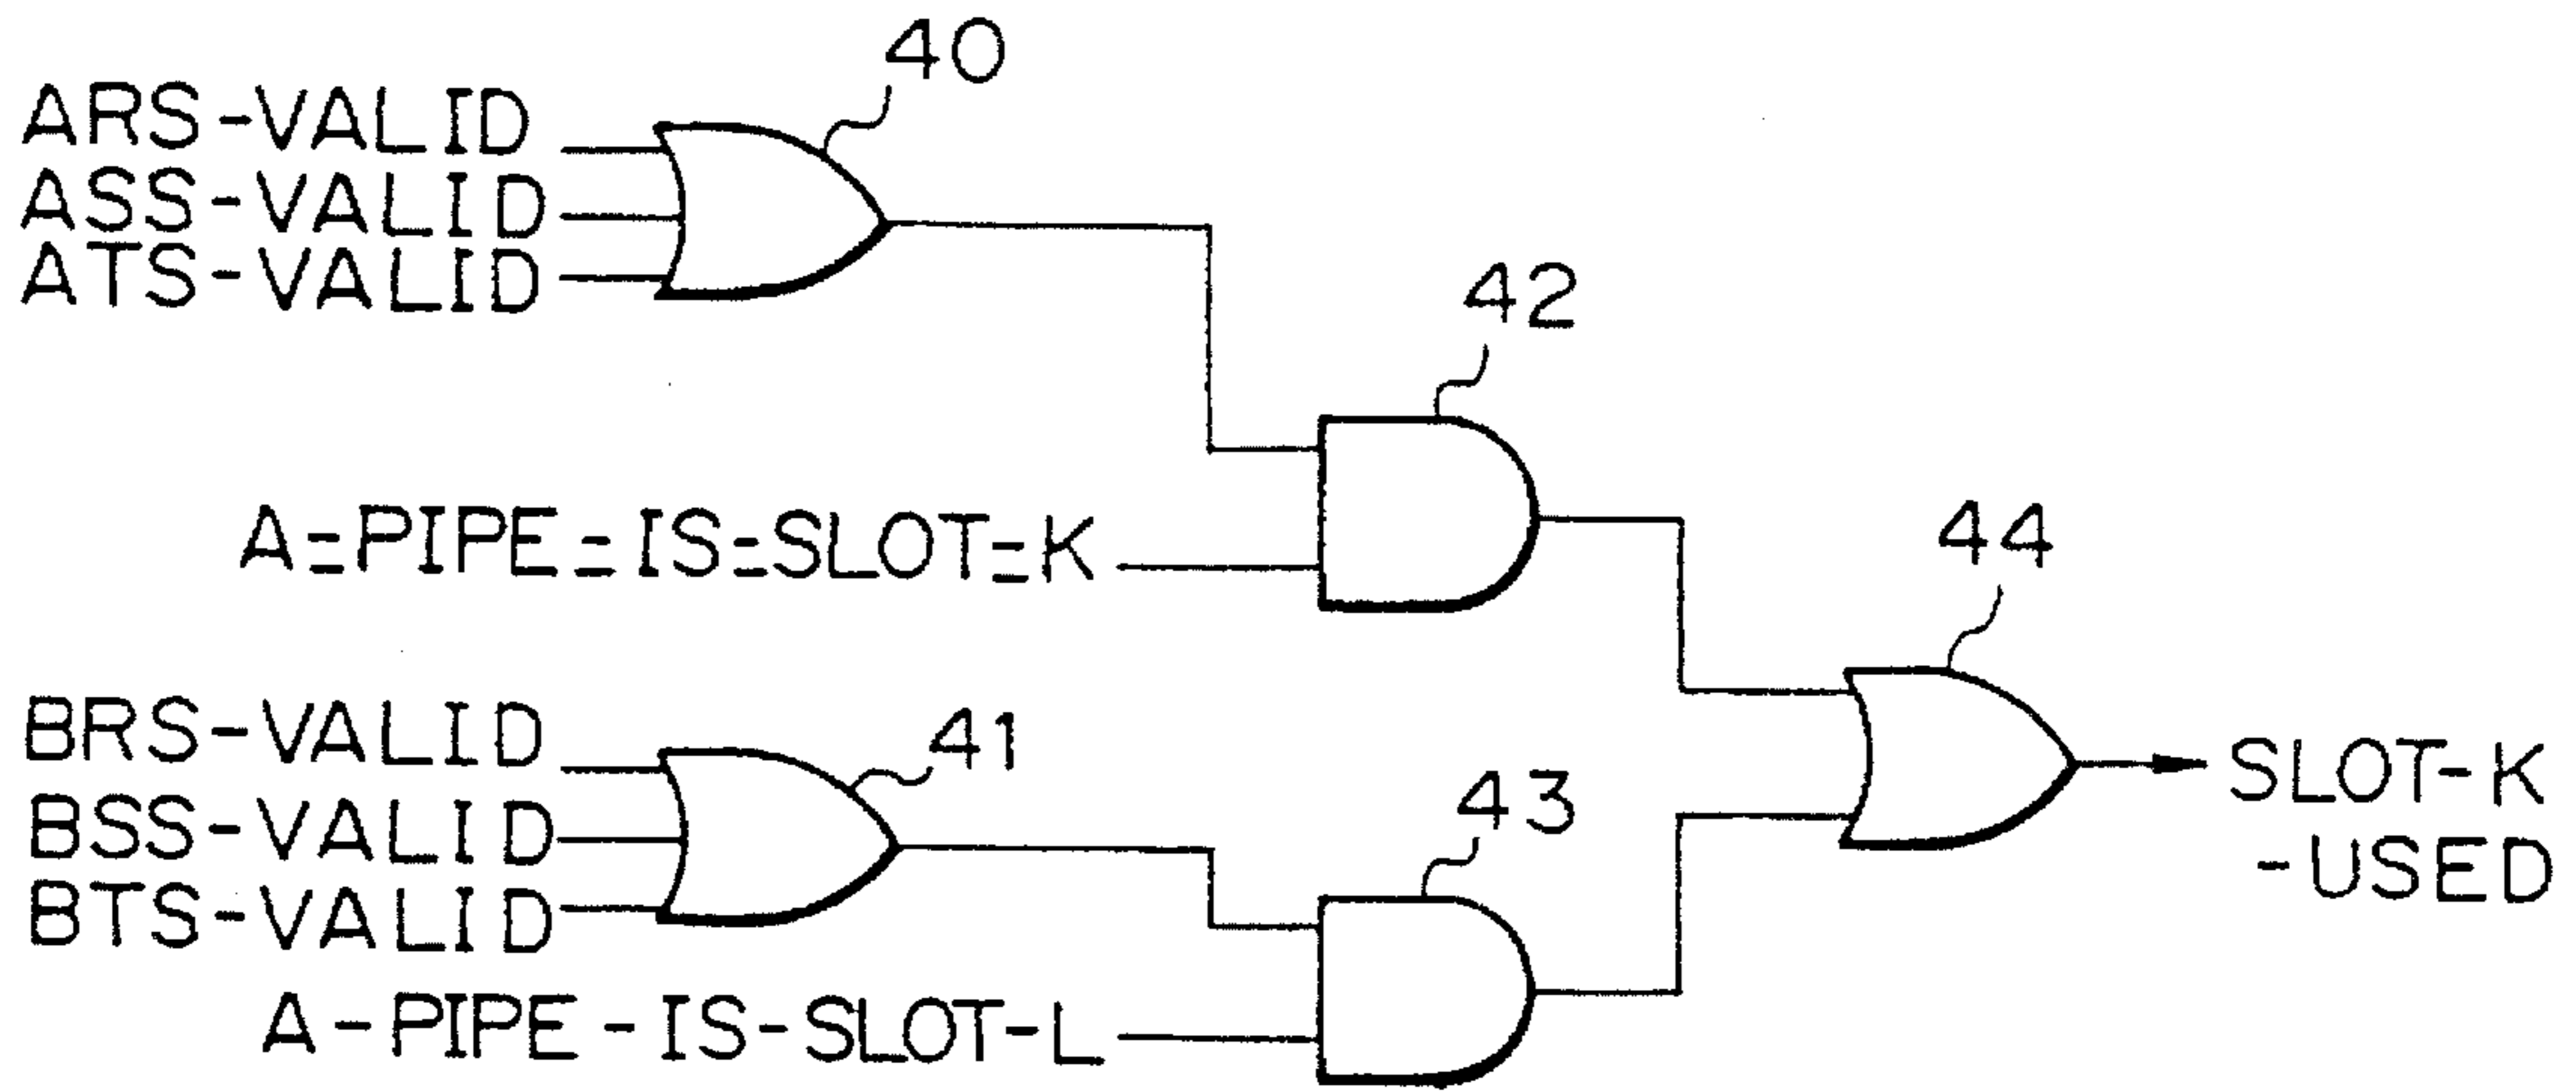 40
ARS-VALID
ASS-VALID
ATS-VALID
42
A=PIPE=IS=SLOT=K
44
BRS-VALID
41
BSS-VALID
43
SLOT-K
BTS-VALID
-USED
A-PIPE-IS-SLOT-L